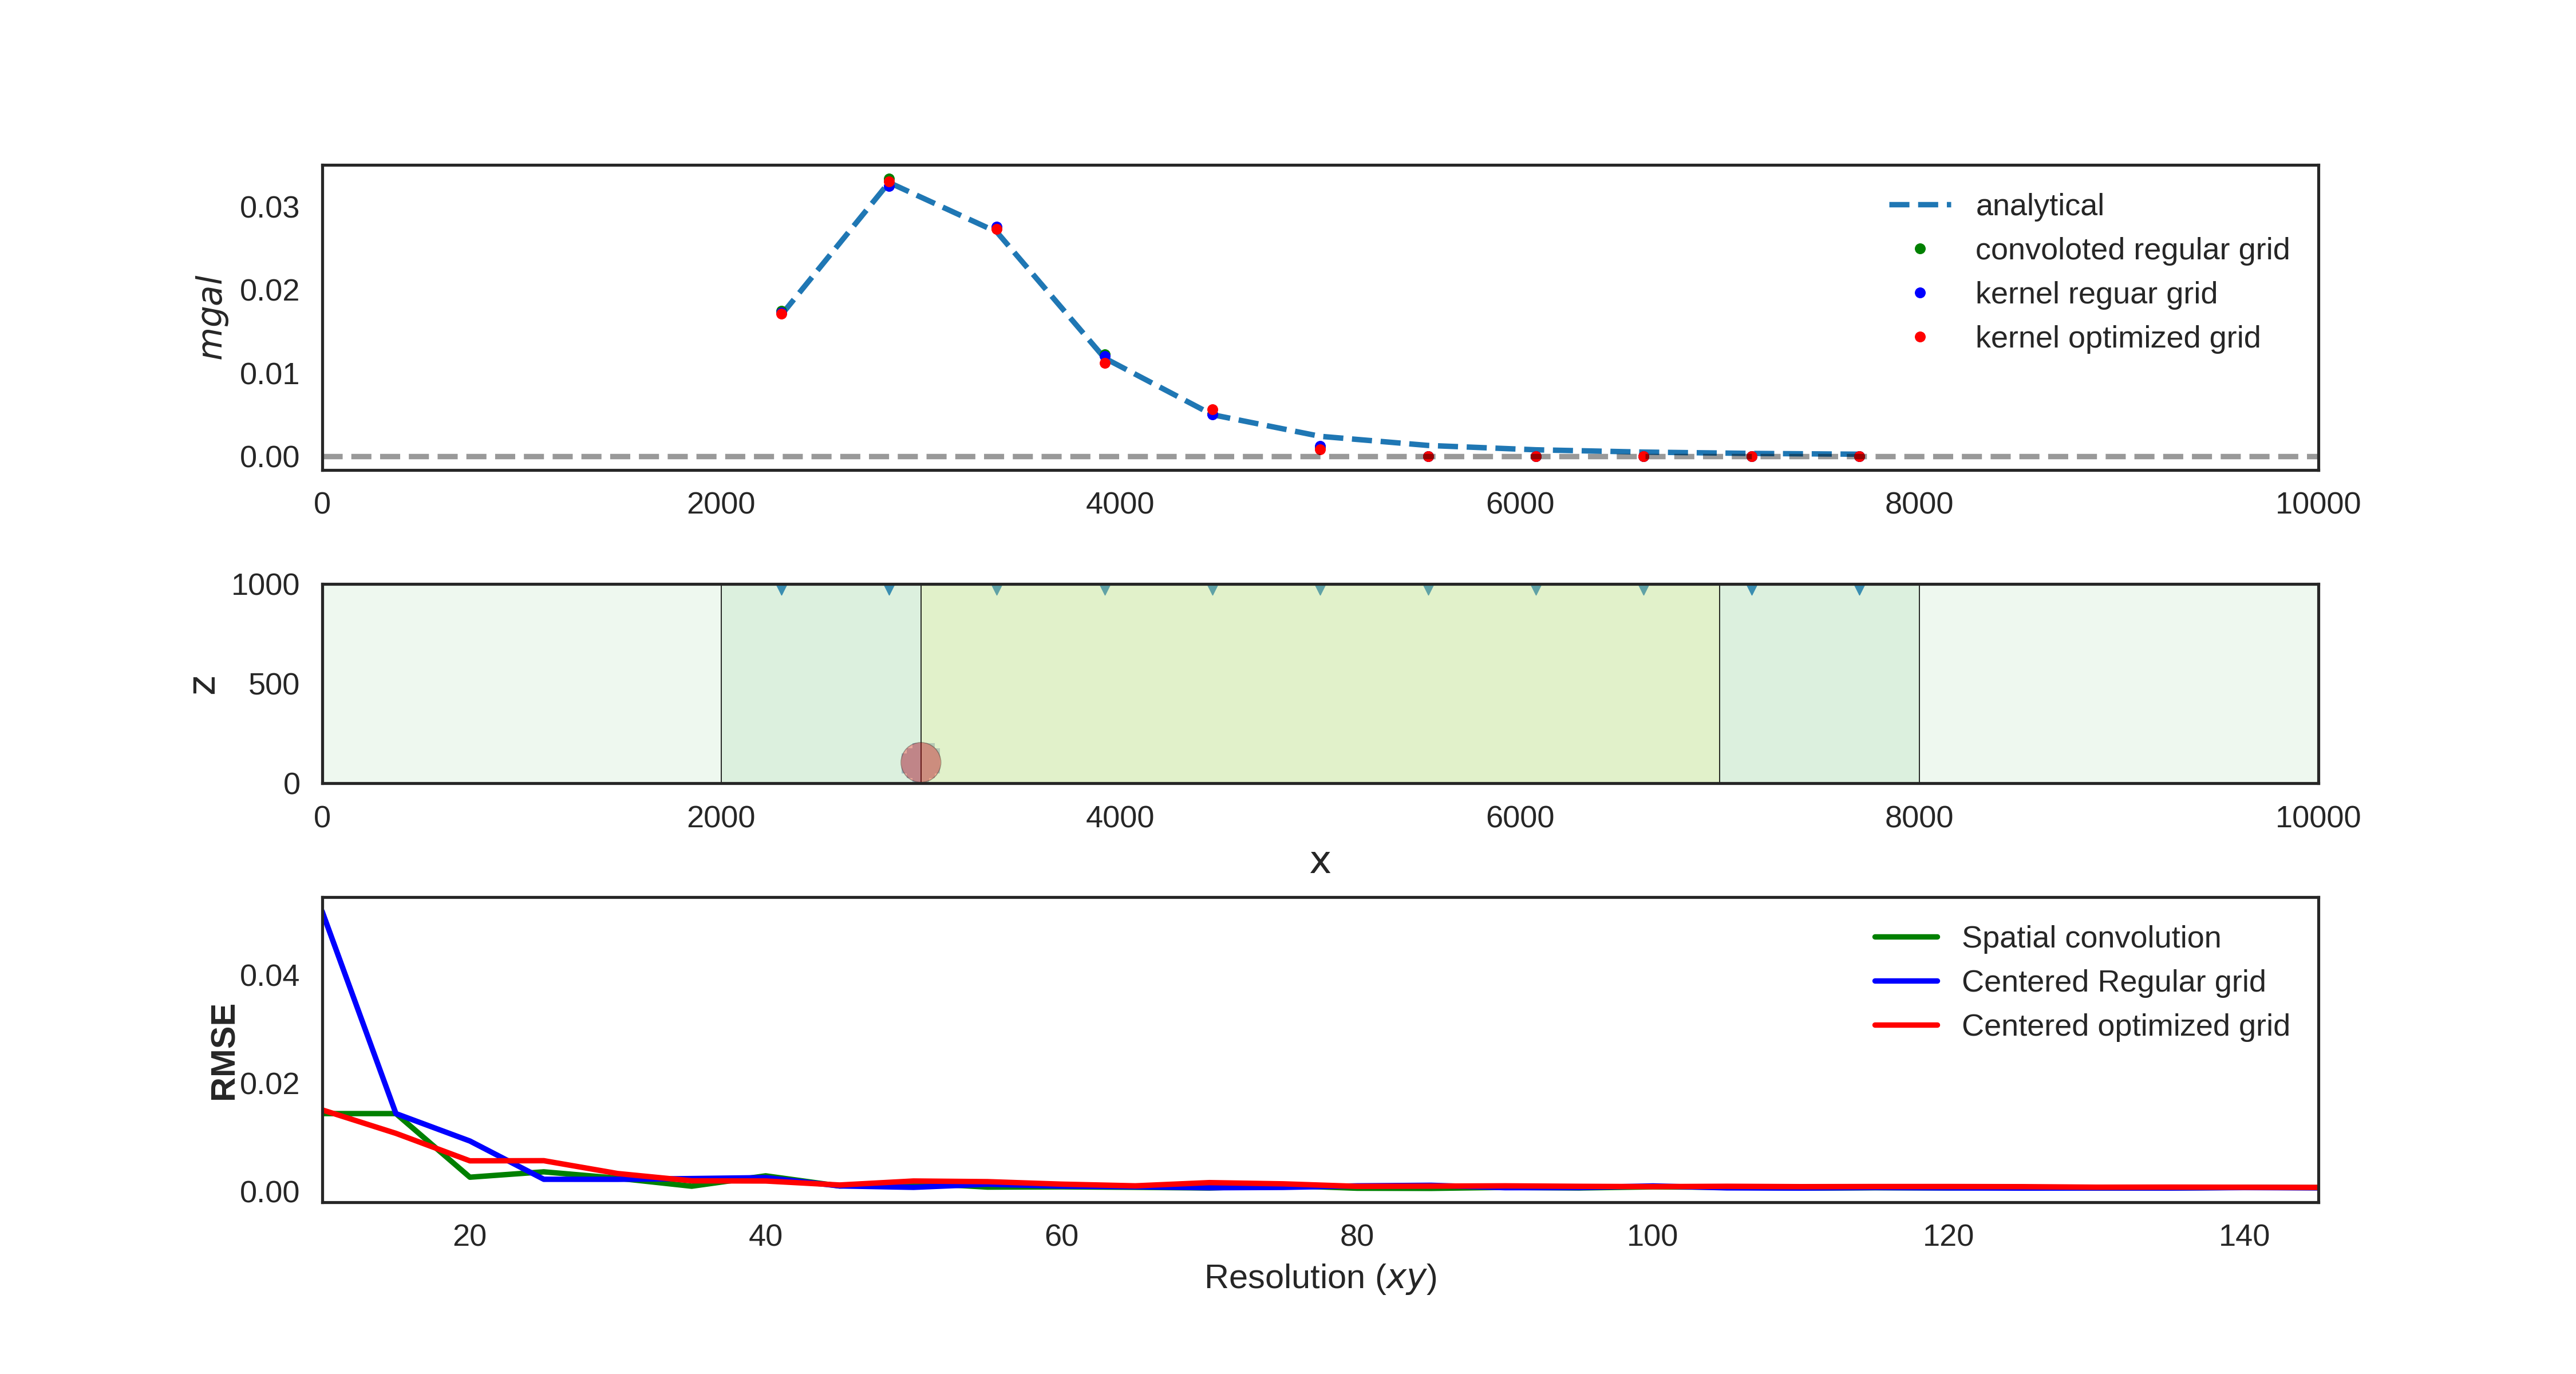 0.03
0.02
0.01
0.00
mgal
analytical
convoloted regular grid
kernel reguar grid
kernel optimized grid
0 2000 4000 6000 8000 10000
1000
500
0
z
0 2000 4000 6000 8000 10000
x
0.04
0.02
0.00
RMSE
Spatial convolution
Centered Regular grid
Centered optimized grid
20 40 60 80 100 120 140
Resolution (xy)